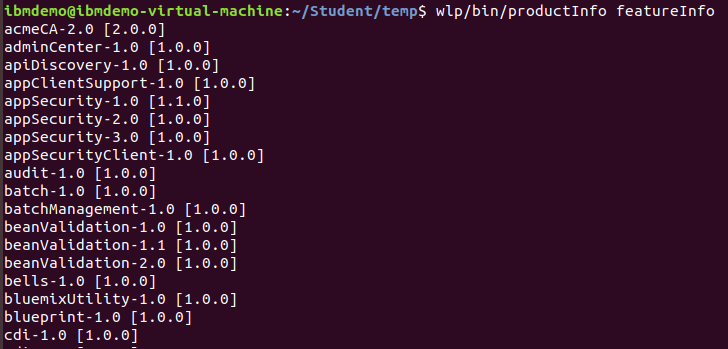 ibmdemo@ibmdemo-virtual-machine:~/Student/temp$ wlp/bin/productInfo featureInfo
acmeCA-2.0 [2.0.0]
adminCenter-1.0 [1.0.0]
apiDiscovery-1.0 [1.0.0]
appClientSupport-1.0 [1.0.0]
appSecurity-1.0 [1.1.0]
appSecurity-2.0 [1.0.0]
appSecurity-3.0 [1.0.0]
appSecurityClient-1.0 [1.0.0]
audit-1.0 [1.0.0]
batch-1.0 [1.0.0]
batchManagement-1.0 [1.0.0]
beanValidation-1.0 [1.0.0]
beanValidation-1.1 [1.0.0]
beanValidation-2.0 [1.0.0]
bells-1.0 [1.0.0]
bluemixUtility-1.0 [1.0.0]
blueprint-1.0 [1.0.0]
cdi-1.0 [1.0.0]